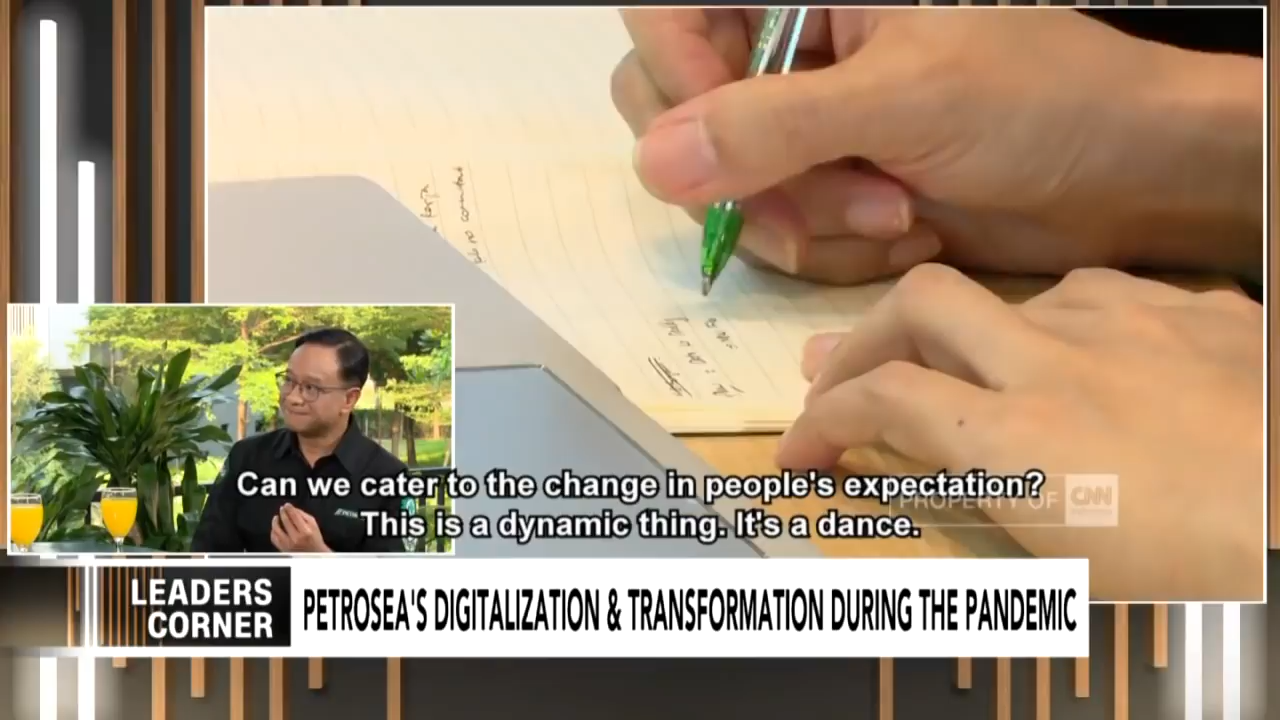 Can we cater to the change in people's expectation?
This is a dynamic thing. It's a dance.
PROPERTY OF CNN
LEADERS
CORNER
PETROSEA'S DIGITALIZATION & TRANSFORMATION DURING THE PANDEMIC